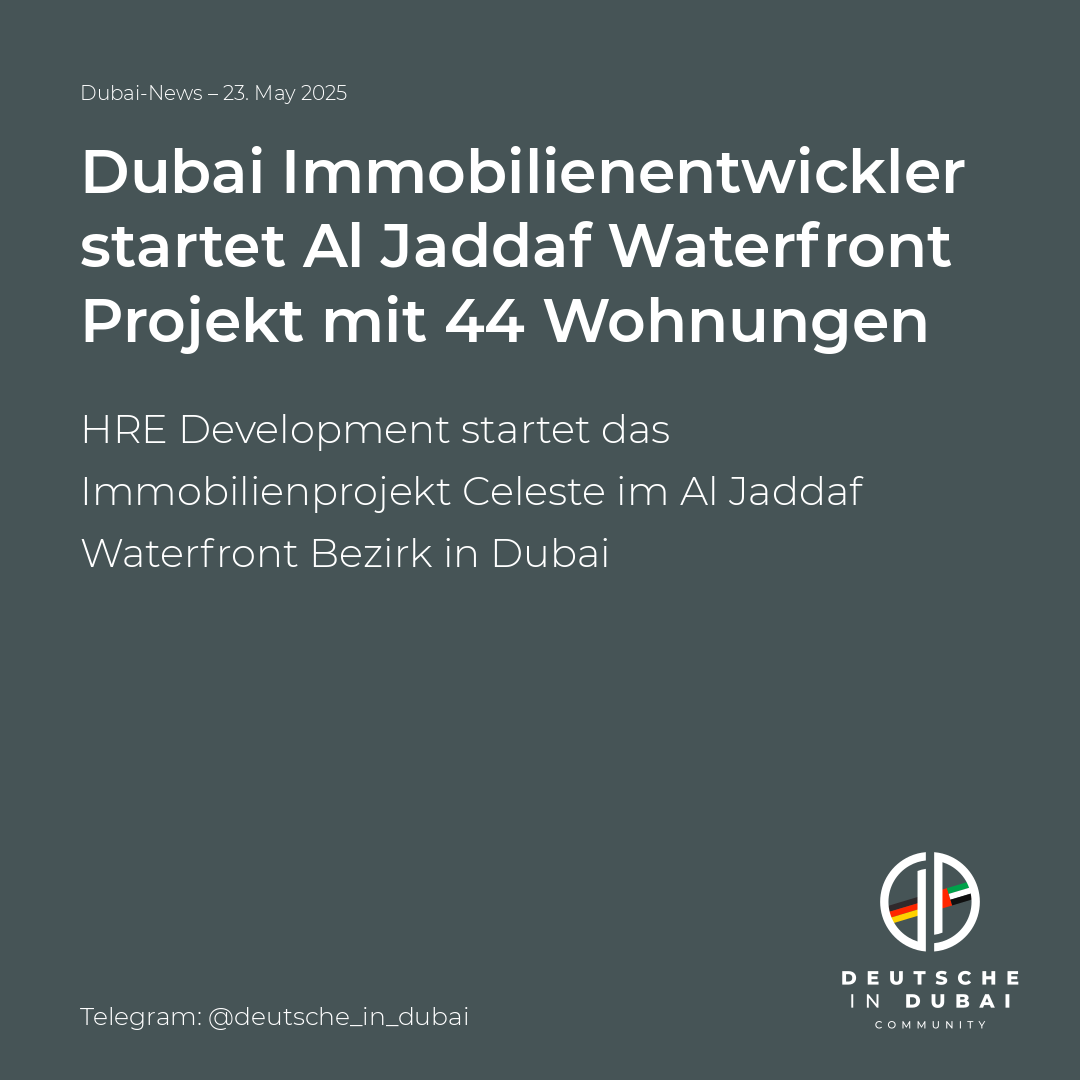 Dubai-News – 23. May 2025
Dubai Immobilienentwickler
startet Al Jaddaf Waterfront
Projekt mit 44 Wohnungen
HRE Development startet das
Immobilienprojekt Celeste im Al Jaddaf
Waterfront Bezirk in Dubai
DEUTSCHE
IN DUBAI
COMMUNITY
Telegram: @deutsche_in_dubai